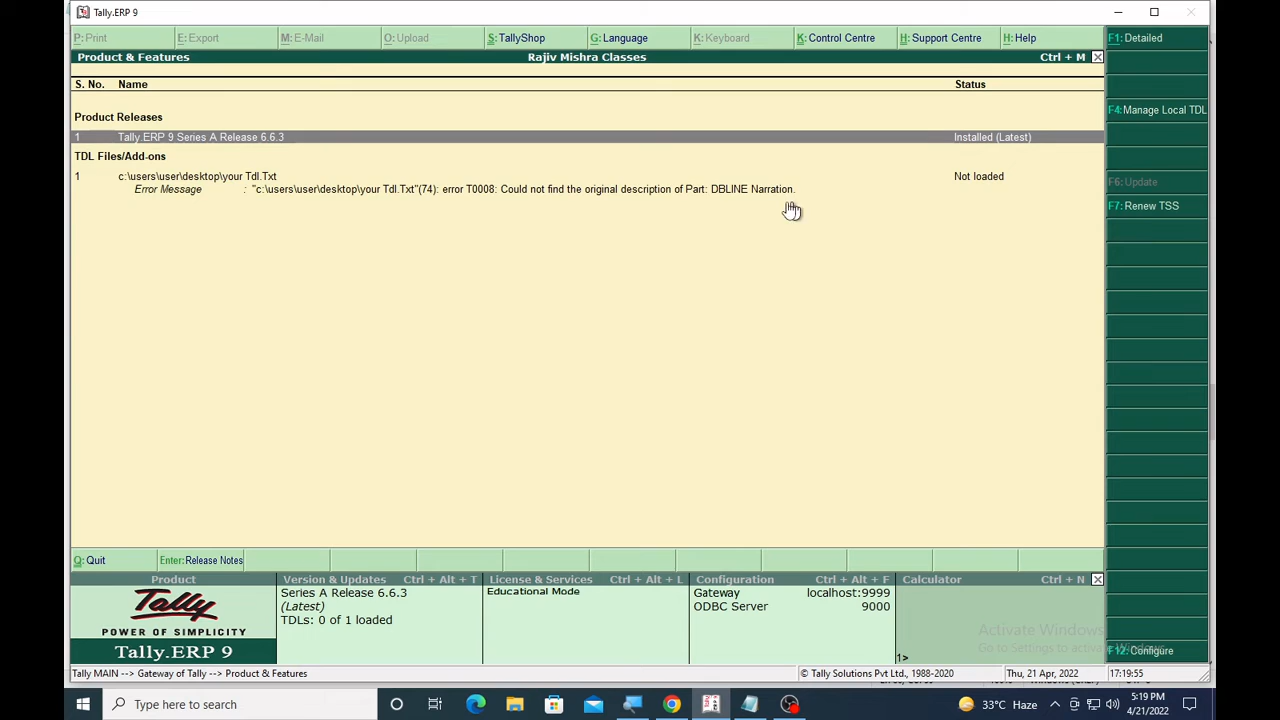 Tally.ERP 9
P: Print E: Export M: E-Mail O: Upload S: TallyShop G: Language K: Keyboard K: Control Centre H: Support Centre H: Help
F1: Detailed
Product & Features Rajiv Mishra Classes Ctrl + M
S. No. Name Status
F4: Manage Local TDL
Product Releases
1 Tally.ERP 9 Series A Release 6.6.3 Installed (Latest)
TDL Files/Add-ons
1 c:\users\user\desktop\your Tdl.Txt Not loaded
Error Message : "c:\users\user\desktop\your Tdl.Txt"(74): error T0008: Could not find the original description of Part: DBLINE Narration.
F6: Update
F7: Renew TSS
Q: Quit Enter: Release Notes
Product Version & Updates Ctrl + Alt + T License & Services Ctrl + Alt + L Configuration Ctrl + Alt + F Calculator Ctrl + N
Series A Release 6.6.3 Educational Mode Gateway localhost:9999
(Latest) ODBC Server 9000
TDLs: 0 of 1 loaded
Tally
POWER OF SIMPLICITY
Tally.ERP 9
Activate Windows
Go to Settings to activate
1>
F12: Configure
Tally MAIN --> Gateway of Tally --> Product & Features © Tally Solutions Pvt Ltd., 1988-2020 Thu, 21 Apr, 2022 17:19:55
Type here to search
33°C Haze
5:19 PM
4/21/2022